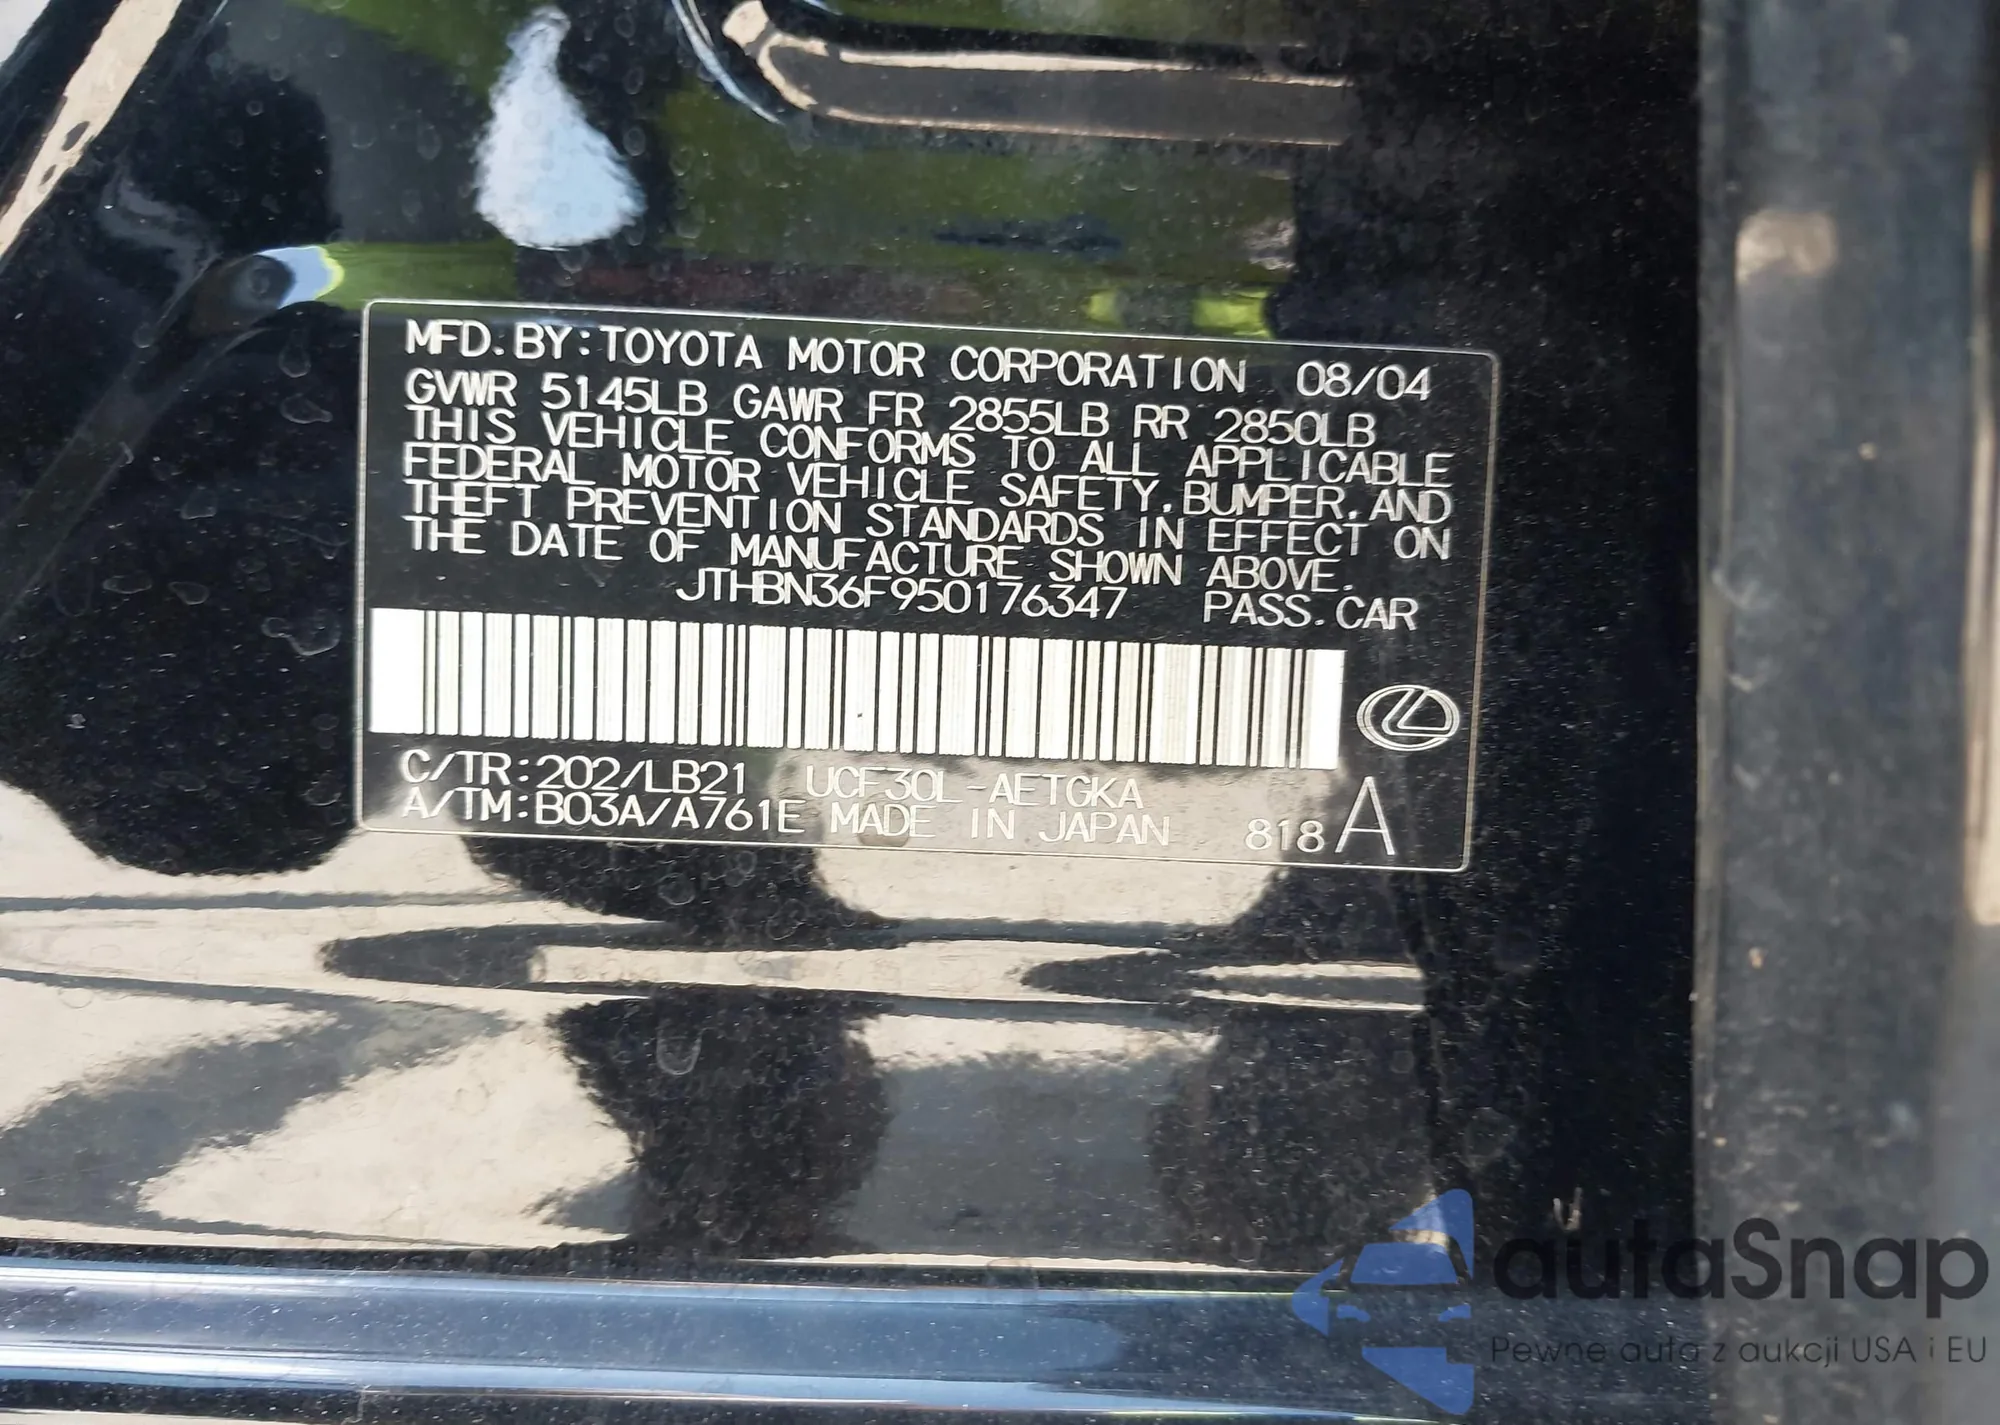 MFD.BY:TOYOTA MOTOR CORPORATION 08/04
GVWR 5145LB GAWR FR 2855LB RR 2850LB
THIS VEHICLE CONFORMS TO ALL APPLICABLE
FEDERAL MOTOR VEHICLE SAFETY,BUMPER,AND
THEFT PREVENTION STANDARDS IN EFFECT ON
THE DATE OF MANUFACTURE SHOWN ABOVE.
JTHBN36F950176347 PASS.CAR
C/TR:202/LB21 UCF30L-AETGKA
A/TM:B03A/A761E MADE IN JAPAN 818 A
autaSnap
Pewne auta z aukcji USA i EU